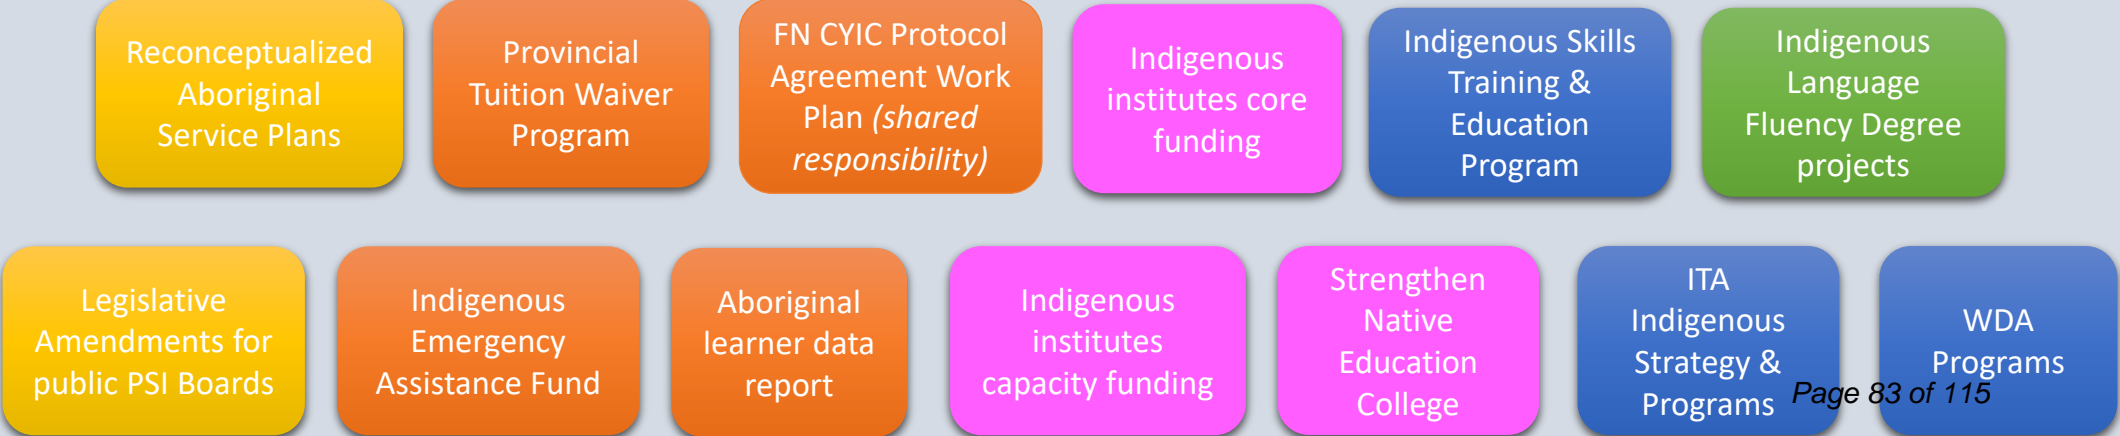 Reconceptualized
Aboriginal
Service Plans
Provincial
Tuition Waiver
Program
FN CYIC Protocol
Agreement Work
Plan (shared
responsibility)
Indigenous
institutes core
funding
Indigenous Skills
Training &
Education
Program
Indigenous
Language
Fluency Degree
projects
Legislative
Amendments for
public PSI Boards
Indigenous
Emergency
Assistance Fund
Aboriginal
learner data
report
Indigenous
institutes
capacity funding
Strengthen
Native
Education
College
ITA
Indigenous
Strategy &
Programs
WDA
Programs
Page 83 of 115